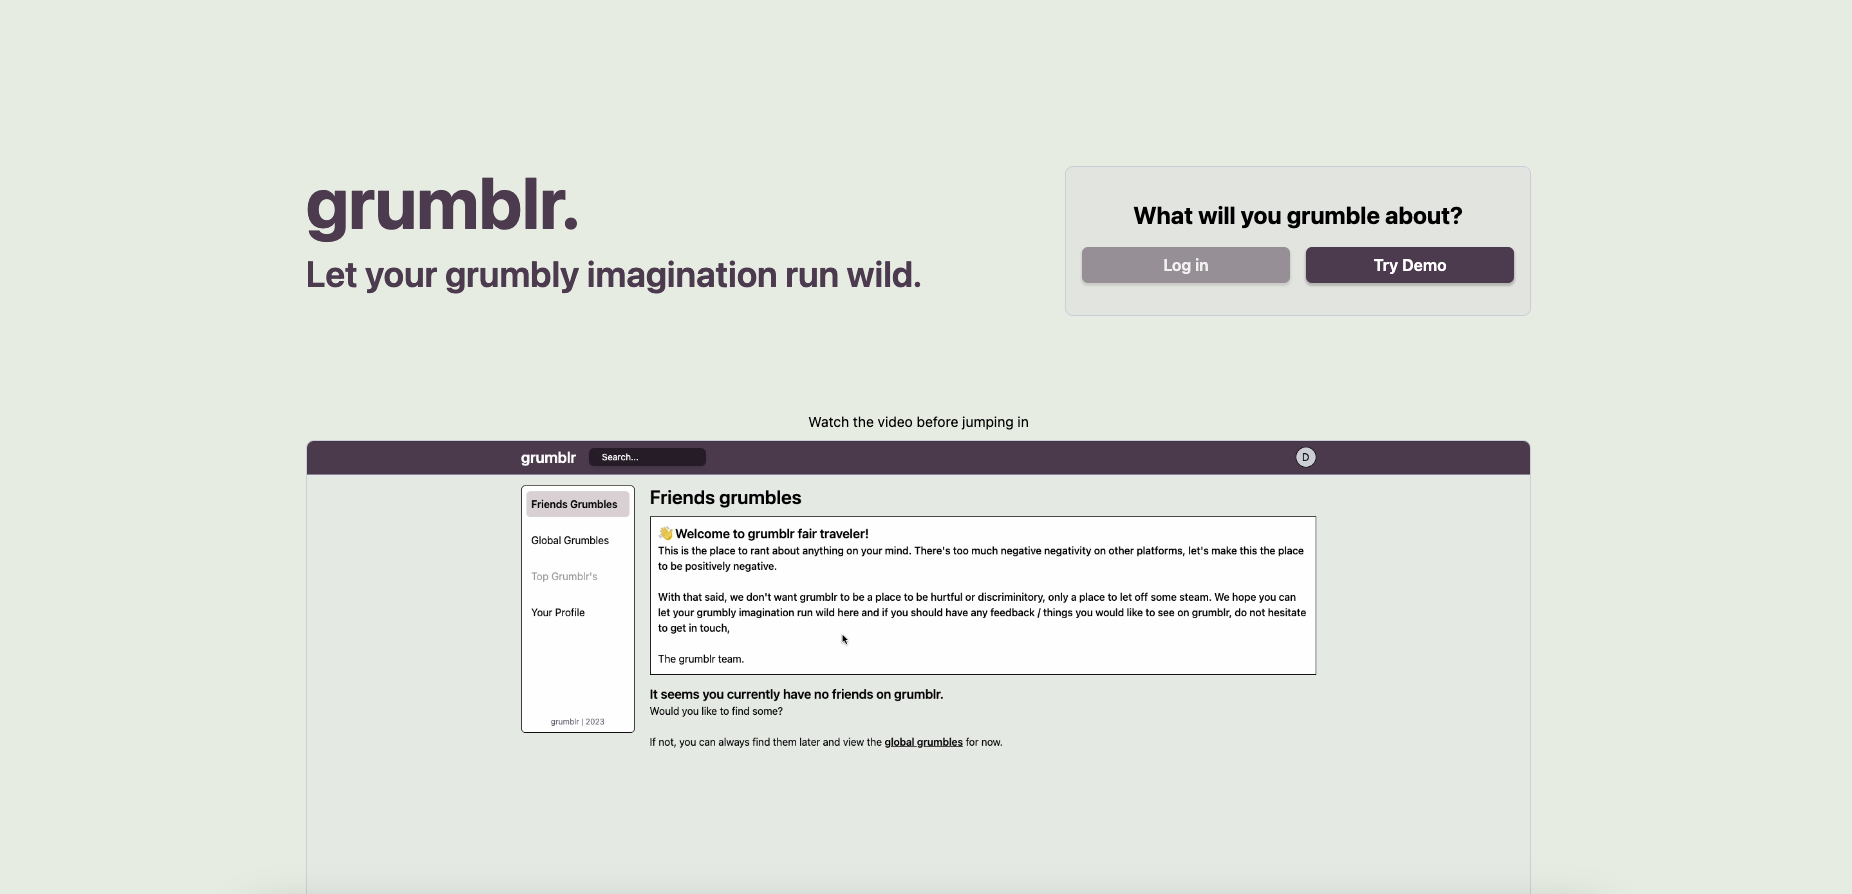 grumblr.
Let your grumbly imagination run wild.
What will you grumble about?
Log in
Try Demo
Watch the video before jumping in
grumblr
Search...
D
Friends Grumbles
Global Grumbles
Top Grumblr's
Your Profile
grumblr | 2023
Friends grumbles
👋 Welcome to grumblr fair traveler!
This is the place to rant about anything on your mind. There's too much negative negativity on other platforms, let's make this the place
to be positively negative.
With that said, we don't want grumblr to be a place to be hurtful or discriminitory, only a place to let off some steam. We hope you can
let your grumbly imagination run wild here and if you should have any feedback / things you would like to see on grumblr, do not hesitate
to get in touch,
The grumblr team.
It seems you currently have no friends on grumblr.
Would you like to find some?
If not, you can always find them later and view the global grumbles for now.